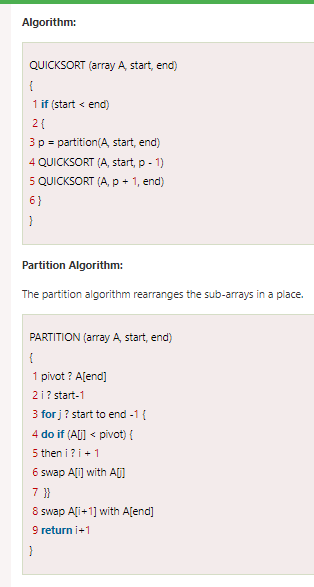 Algorithm:
QUICKSORT (array A, start, end)
{
1 if (start < end)
2 {
3 p = partition(A, start, end)
4 QUICKSORT (A, start, p - 1)
5 QUICKSORT (A, p + 1, end)
6 }
}
Partition Algorithm:
The partition algorithm rearranges the sub-arrays in a place.
PARTITION (array A, start, end)
{
1 pivot ? A[end]
2 i ? start-1
3 for j ? start to end -1 {
4 do if (A[j] < pivot) {
5 then i ? i + 1
6 swap A[i] with A[j]
7 }}
8 swap A[i+1] with A[end]
9 return i+1
}